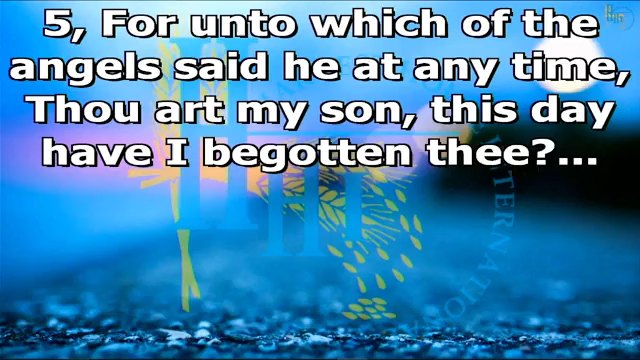 5, For unto which of the
angels said he at any time,
Thou art my son, this day
have I begotten thee?...